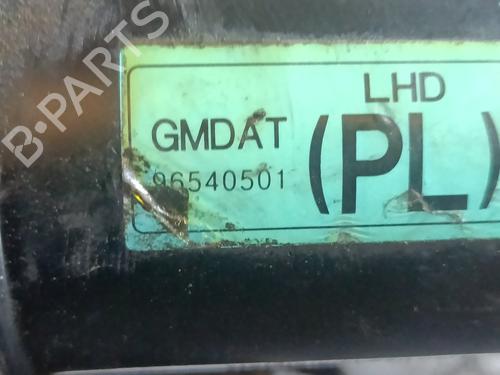 B-PARTS
LHD
GMDAT
96540501
(PL)